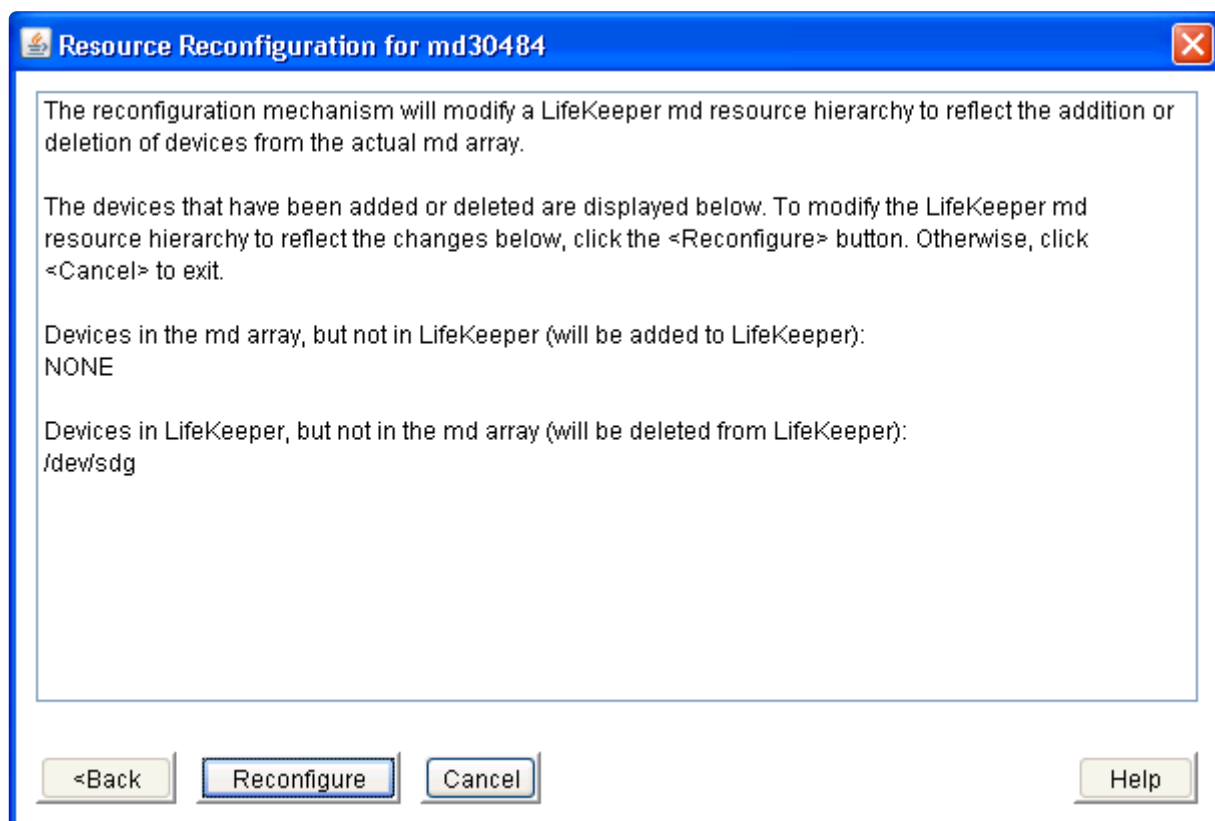 Resource Reconfiguration for md30484
The reconfiguration mechanism will modify a LifeKeeper md resource hierarchy to reflect the addition or
deletion of devices from the actual md array.
The devices that have been added or deleted are displayed below. To modify the LifeKeeper md
resource hierarchy to reflect the changes below, click the <Reconfigure> button. Otherwise, click
<Cancel> to exit.
Devices in the md array, but not in LifeKeeper (will be added to LifeKeeper):
NONE
Devices in LifeKeeper, but not in the md array (will be deleted from LifeKeeper):
/dev/sdg
<Back Reconfigure Cancel Help